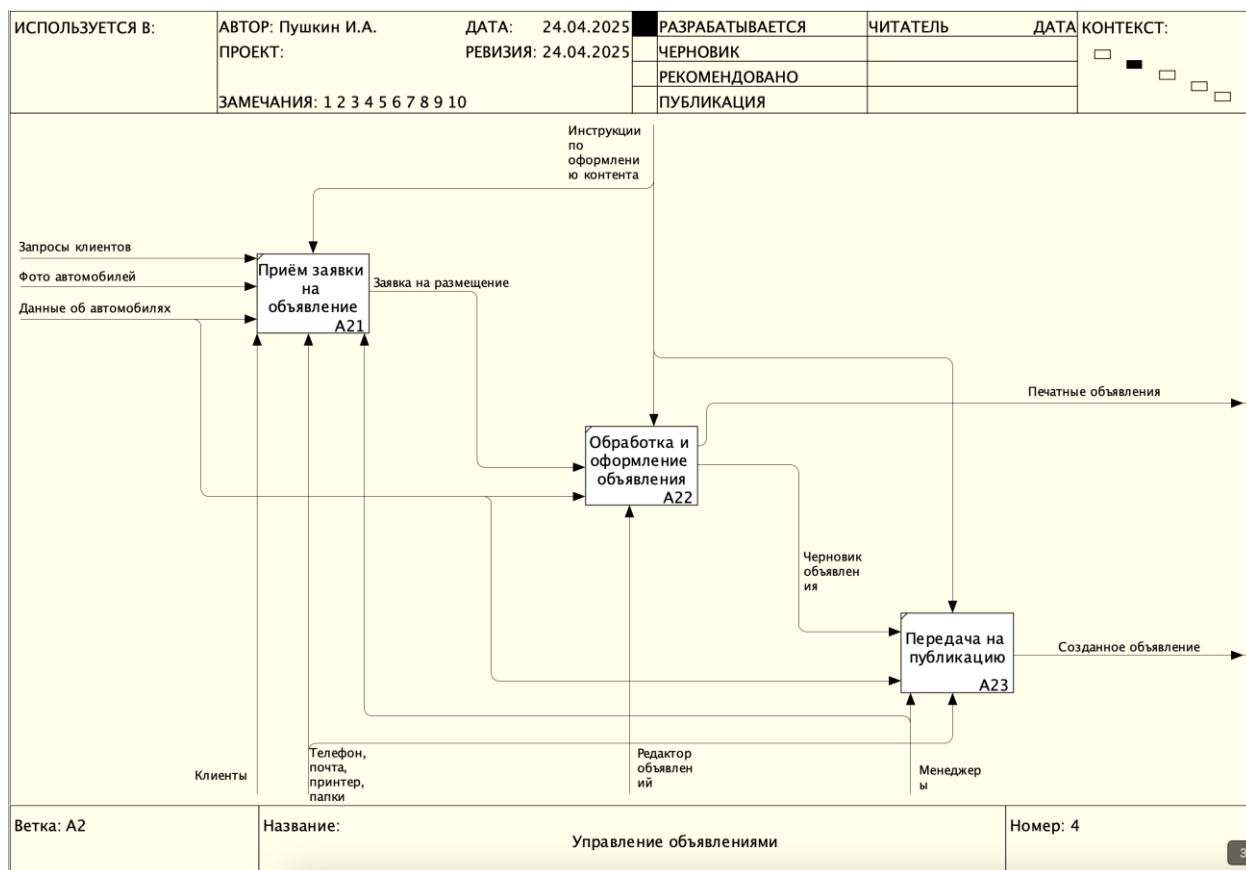 ИСПОЛЬЗУЕТСЯ В:
АВТОР: Пушкин И.А.
ДАТА: 24.04.2025
ПРОЕКТ:
РЕВИЗИЯ: 24.04.2025
ЗАМЕЧАНИЯ: 1 2 3 4 5 6 7 8 9 10
РАЗРАБАТЫВАЕТСЯ
ЧЕРНОВИК
РЕКОМЕНДОВАНО
ПУБЛИКАЦИЯ
ЧИТАТЕЛЬ
ДАТА
КОНТЕКСТ:
Инструкции
по
оформлени
ю контента
Запросы клиентов
Фото автомобилей
Данные об автомобилях
Приём заявки
на
объявление
A21
Заявка на размещение
Печатные объявления
Обработка и
оформление
объявления
A22
Черновик
объявлен
ия
Передача на
публикацию
A23
Созданное объявление
Клиенты
Телефон,
почта,
принтер,
папки
Редактор
объявлен
ий
Менеджер
ы
Ветка: A2
Название:
Управление объявлениями
Номер: 4
3